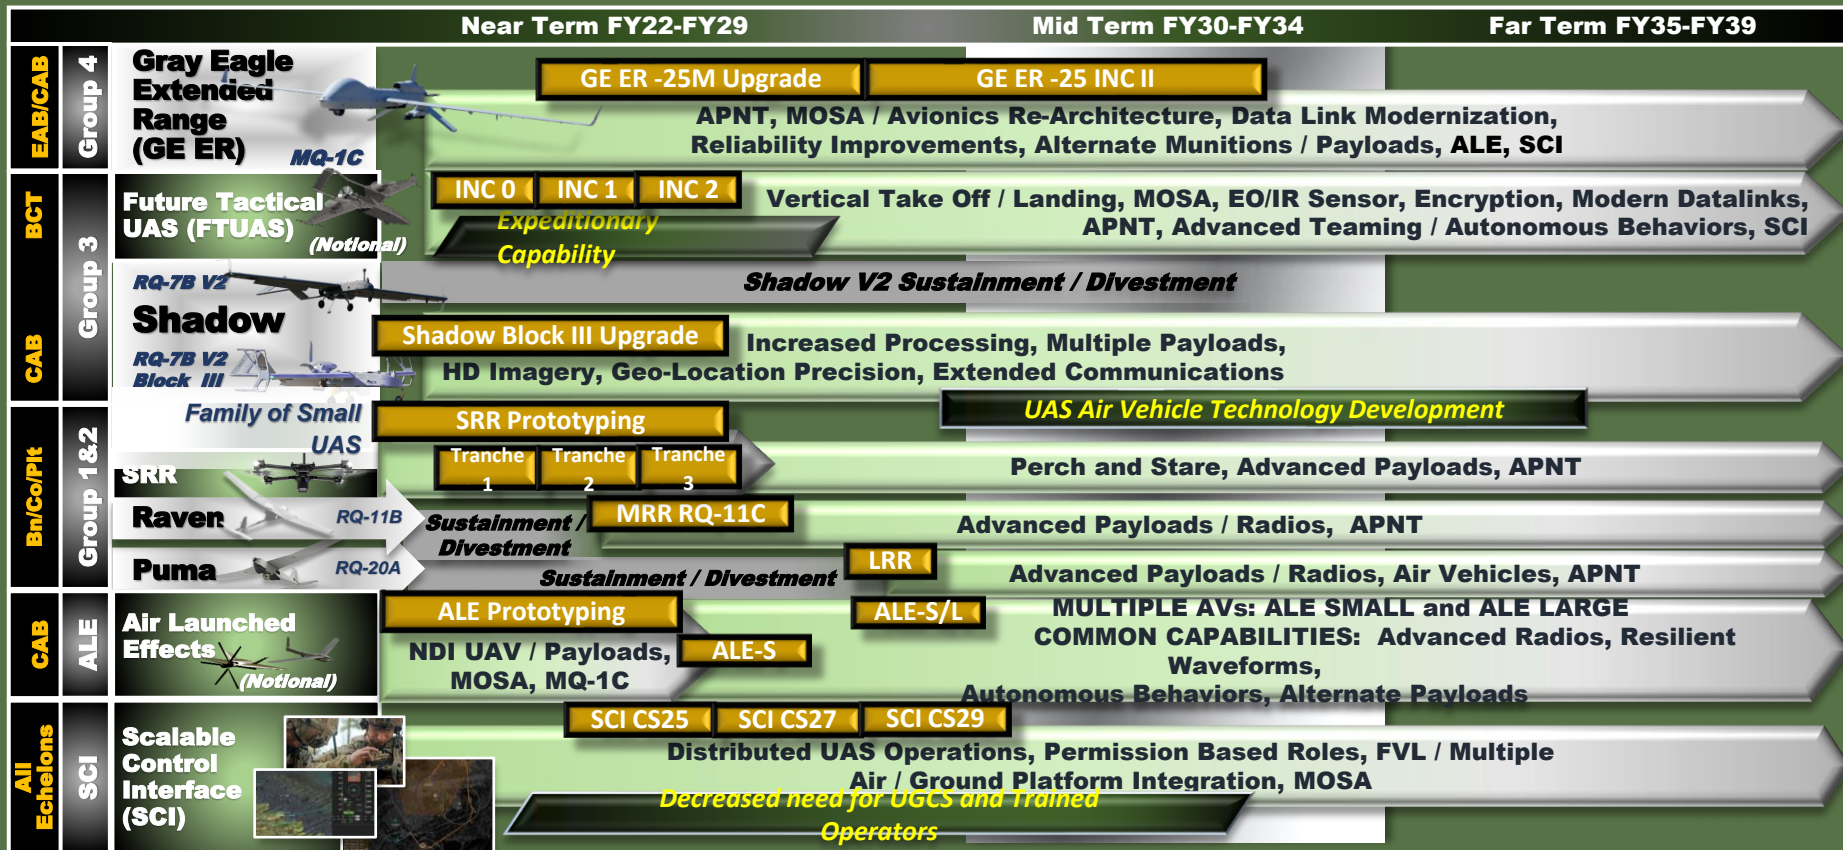 Near Term FY22-FY29
Mid Term FY30-FY34
Far Term FY35-FY39
EAB/CAB
Group 4
Gray Eagle
Extended
Range
(GE ER)
MQ-1C
GE ER -25M Upgrade
GE ER -25 INC II
APNT, MOSA / Avionics Re-Architecture, Data Link Modernization,
Reliability Improvements, Alternate Munitions / Payloads, ALE, SCI
BCT
Group 3
Future Tactical
UAS (FTUAS)
(Notional)
INC 0
INC 1
INC 2
Expeditionary
Capability
Vertical Take Off / Landing, MOSA, EO/IR Sensor, Encryption, Modern Datalinks,
APNT, Advanced Teaming / Autonomous Behaviors, SCI
CAB
RQ-7B V2
Shadow
RQ-7B V2
Block III
Shadow V2 Sustainment / Divestment
Shadow Block III Upgrade
Increased Processing, Multiple Payloads,
HD Imagery, Geo-Location Precision, Extended Communications
UAS Air Vehicle Technology Development
Bn/Co/Plt
Group 1&2
Family of Small
UAS
SRR
SRR Prototyping
Tranche
1
Tranche
2
Tranche
3
Perch and Stare, Advanced Payloads, APNT
Raven
RQ-11B
Sustainment /
Divestment
MRR RQ-11C
Advanced Payloads / Radios, APNT
Puma
RQ-20A
Sustainment / Divestment
LRR
Advanced Payloads / Radios, Air Vehicles, APNT
CAB
ALE
Air Launched
Effects
(Notional)
ALE Prototyping
NDI UAV / Payloads,
MOSA, MQ-1C
ALE-S
ALE-S/L
MULTIPLE AVs: ALE SMALL and ALE LARGE
COMMON CAPABILITIES: Advanced Radios, Resilient
Waveforms,
Autonomous Behaviors, Alternate Payloads
All
Echelons
SCI
Scalable
Control
Interface
(SCI)
SCI CS25
SCI CS27
SCI CS29
Distributed UAS Operations, Permission Based Roles, FVL / Multiple
Air / Ground Platform Integration, MOSA
Decreased need for UGCS and Trained
Operators